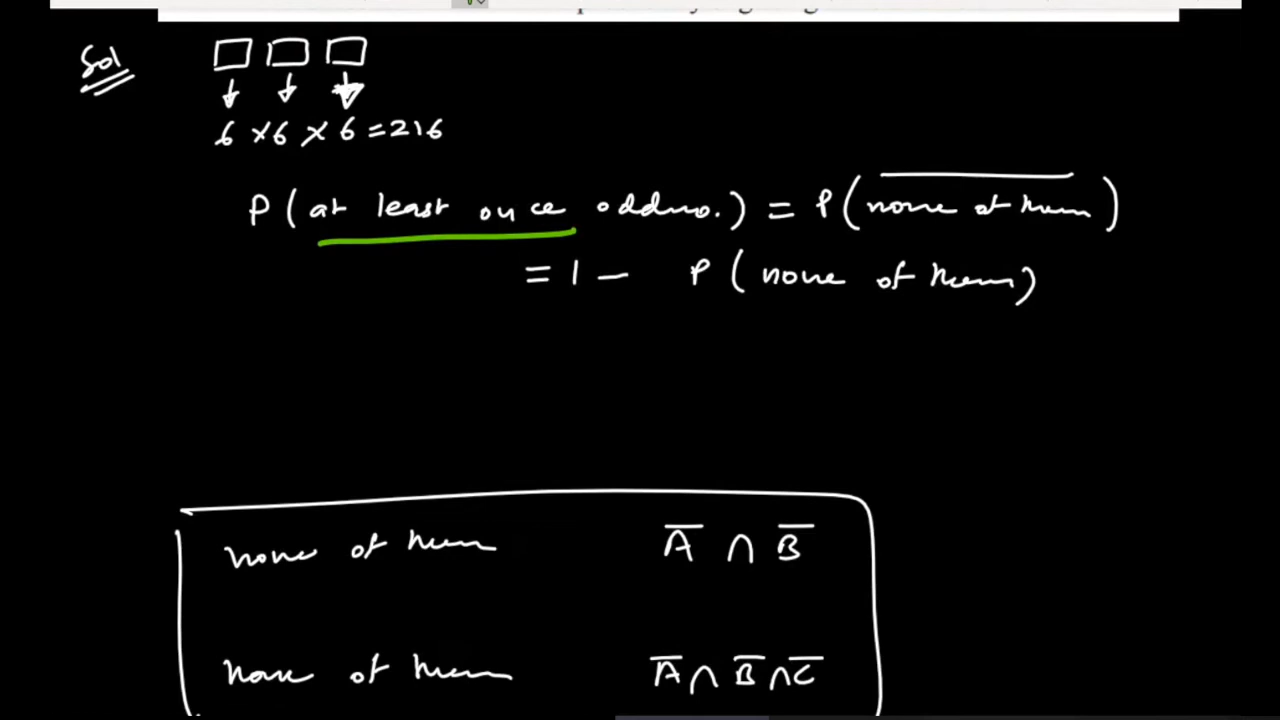 Sol
6 × 6 × 6 = 216
P ( at least once odd no. ) = P ( \overline{none of them} )
= 1 - P ( none of them )
none of them A̅ ∩ B̅
none of them A̅ ∩ B̅ ∩ C̅